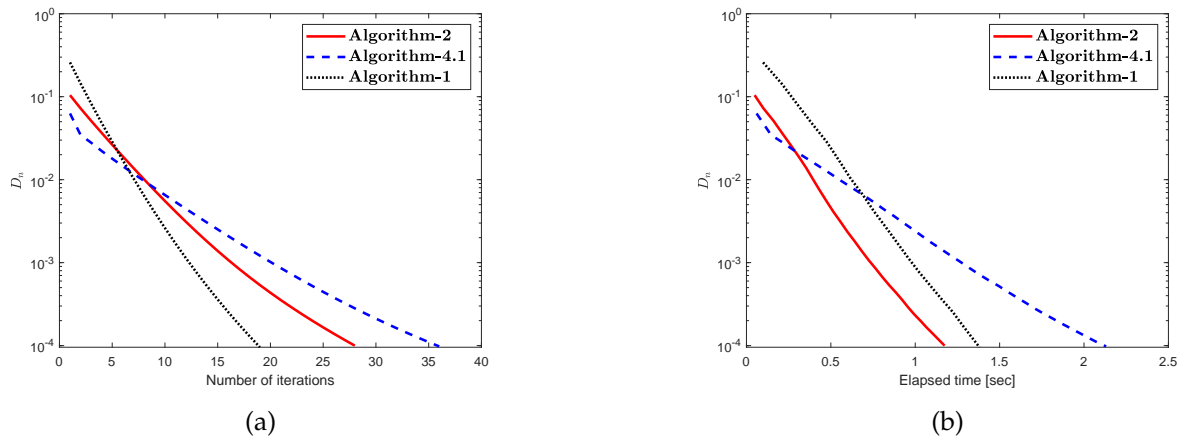 10^0
10^-1
10^-2
10^-3
10^-4
D_n
0 5 10 15 20 25 30 35 40
Number of iterations
Algorithm-2
Algorithm-4.1
Algorithm-1
(a)
10^0
10^-1
10^-2
10^-3
10^-4
D_n
0 0.5 1 1.5 2 2.5
Elapsed time [sec]
Algorithm-2
Algorithm-4.1
Algorithm-1
(b)